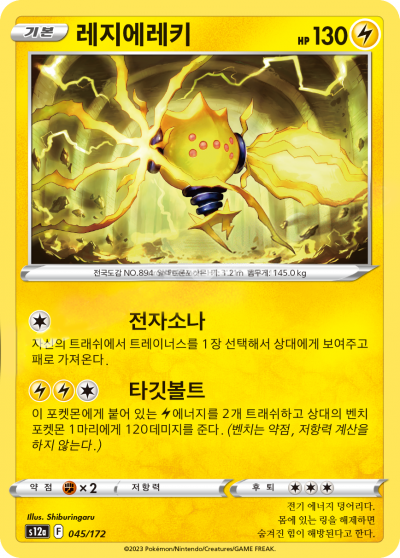 기본 레지에레키 HP 130
전국도감 NO.894 일렉트론포켓몬 키: 1.2m 몸무게: 145.0kg
전자소나
자신의 트래쉬에서 트레이너스를 1장 선택해서 상대에게 보여주고
패로 가져온다.
타깃볼트 120
이 포켓몬에게 붙어 있는 에너지를 2개 트래쉬하고 상대의 벤치
포켓몬 1마리에게 120데미지를 준다. (벤치는 약점, 저항력 계산을
하지 않는다.)
약점 ×2 저항력 후퇴
Illus. Shiburingaru
s12a F 045/172
전기 에너지 덩어리다.
몸에 있는 링을 해제하면
숨겨진 힘이 해방된다고 한다.
©2023 Pokémon/Nintendo/Creatures/GAME FREAK.